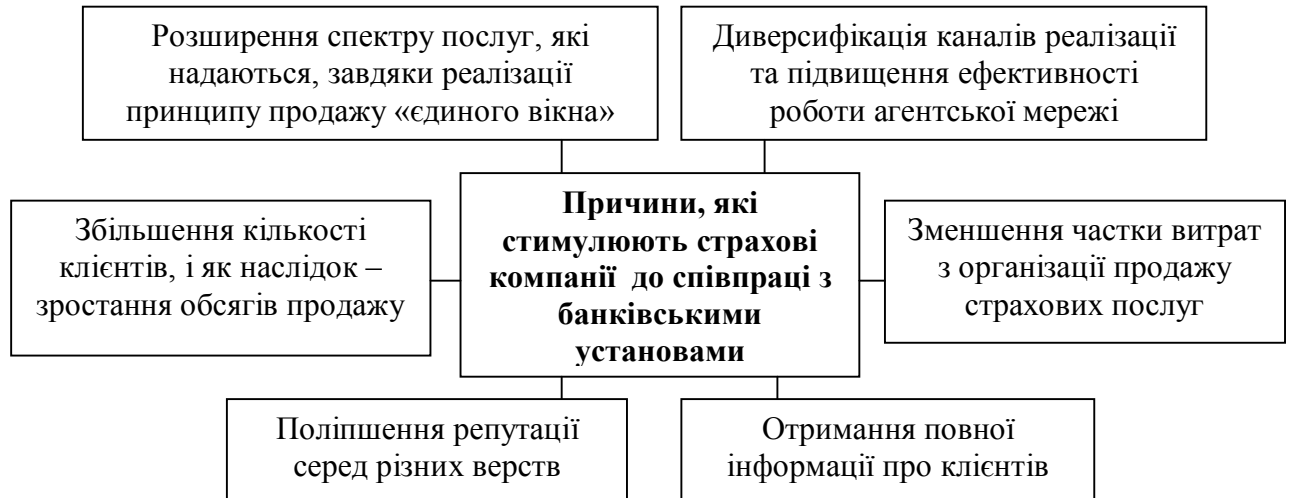 Розширення спектру послуг, які
надаються, завдяки реалізації
принципу продажу «єдиного вікна»
Диверсифікація каналів реалізації
та підвищення ефективності
роботи агентської мережі
Збільшення кількості
клієнтів, і як наслідок –
зростання обсягів продажу
Причини, які
стимулюють страхові
компанії до співпраці з
банківськими
установами
Зменшення частки витрат
з організації продажу
страхових послуг
Поліпшення репутації
серед різних верств
Отримання повної
інформації про клієнтів